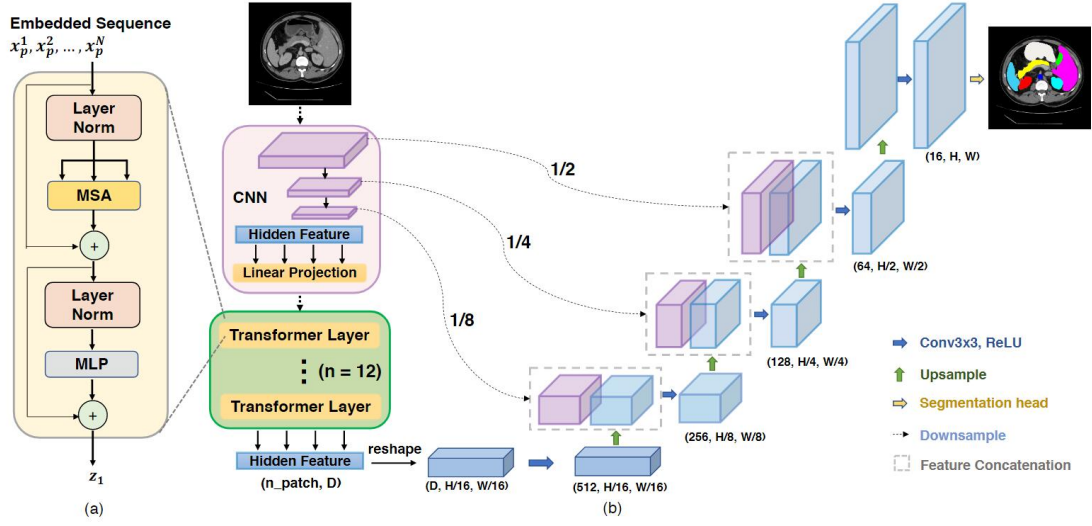 Embedded Sequence
x_p^1, x_p^2, ..., x_p^N
Layer
Norm
MSA
+
Layer
Norm
MLP
+
z_1
(a)
CNN
Hidden Feature
Linear Projection
Transformer Layer
(n = 12)
Transformer Layer
Hidden Feature
(n_patch, D)
reshape
(D, H/16, W/16)
(512, H/16, W/16)
(b)
1/2
1/4
1/8
(256, H/8, W/8)
(128, H/4, W/4)
(64, H/2, W/2)
(16, H, W)
Conv3x3, ReLU
Upsample
Segmentation head
Downsample
Feature Concatenation